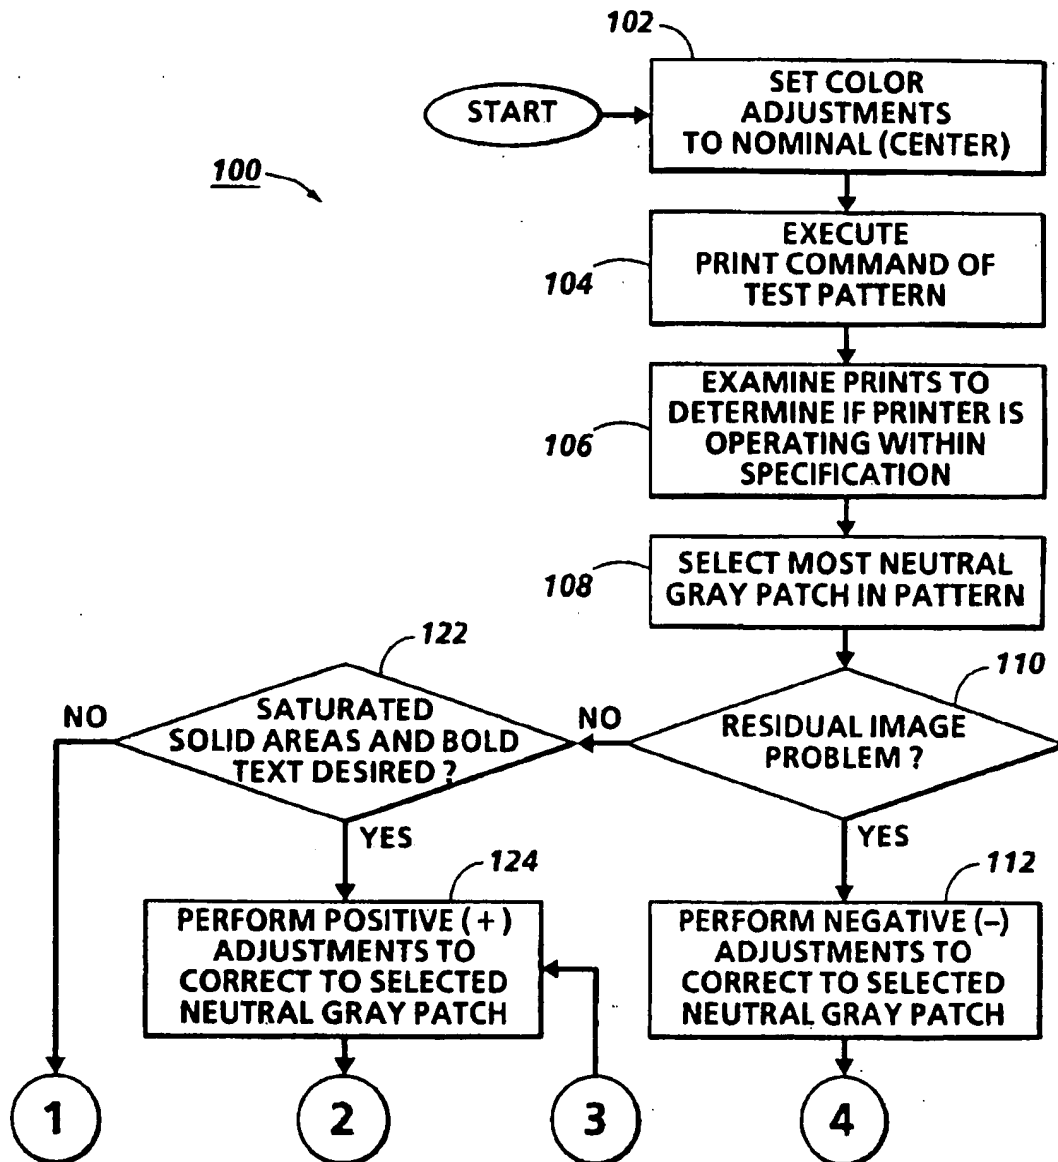 102
SET COLOR
ADJUSTMENTS
TO NOMINAL (CENTER)
START
100
EXECUTE
PRINT COMMAND OF
TEST PATTERN
104
EXAMINE PRINTS TO
DETERMINE IF PRINTER IS
OPERATING WITHIN
SPECIFICATION
106
SELECT MOST NEUTRAL
GRAY PATCH IN PATTERN
108
122
110
NO
SATURATED
SOLID AREAS AND BOLD
TEXT DESIRED ?
NO
RESIDUAL IMAGE
PROBLEM ?
YES
YES
124
112
PERFORM POSITIVE (+)
ADJUSTMENTS TO
CORRECT TO SELECTED
NEUTRAL GRAY PATCH
PERFORM NEGATIVE (–)
ADJUSTMENTS TO
CORRECT TO SELECTED
NEUTRAL GRAY PATCH
1
2
3
4